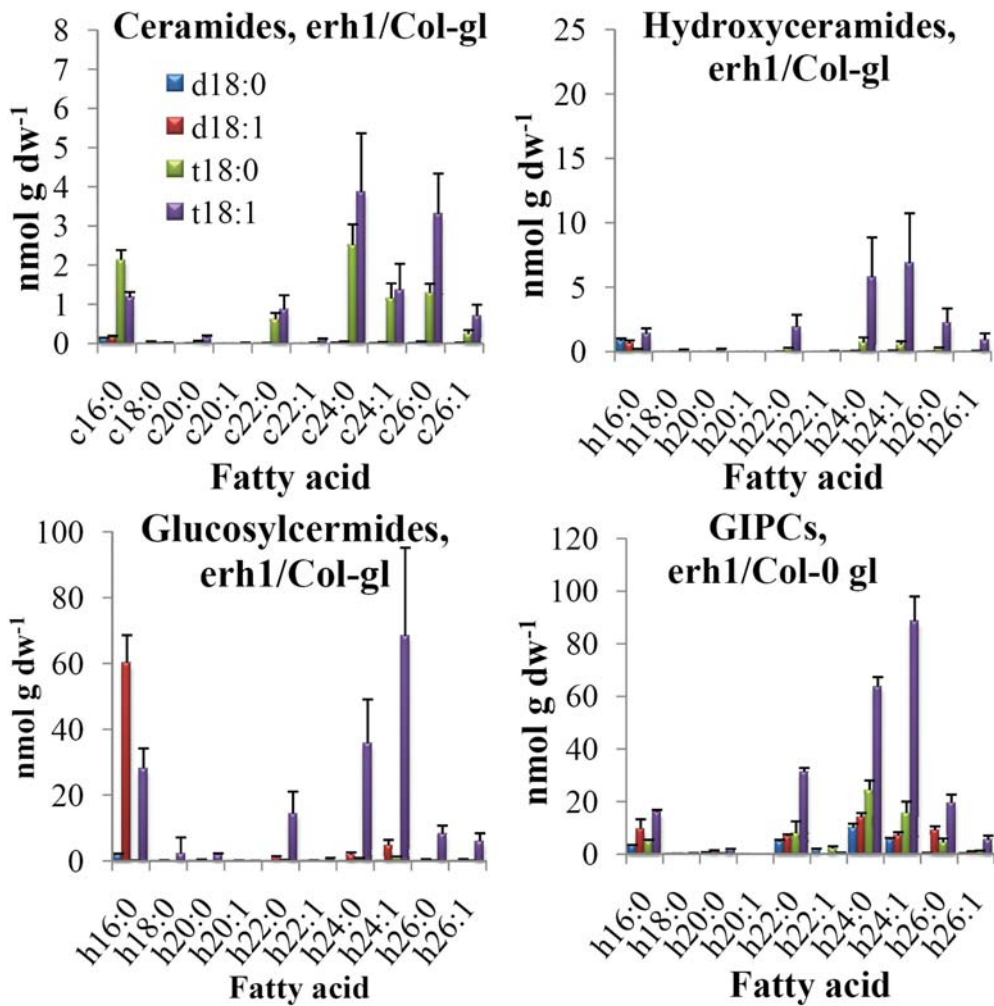 Ceramides, erh1/Col-gl
8
7
6
5
4
3
2
1
0
nmol g dw-1
d18:0
d18:1
t18:0
t18:1
c16:0
c18:0
c20:0
c20:1
c22:0
c22:1
c24:0
c24:1
c26:0
c26:1
Fatty acid
Hydroxyceramides,
erh1/Col-gl
25
20
15
10
5
0
nmol g dw-1
h16:0
h18:0
h20:0
h20:1
h22:0
h22:1
h24:0
h24:1
h26:0
h26:1
Fatty acid
Glucosylcermides,
erh1/Col-gl
100
80
60
40
20
0
nmol g dw-1
h16:0
h18:0
h20:0
h20:1
h22:0
h22:1
h24:0
h24:1
h26:0
h26:1
Fatty acid
GIPCs,
erh1/Col-0 gl
120
100
80
60
40
20
0
nmol g dw-1
h16:0
h18:0
h20:0
h20:1
h22:0
h22:1
h24:0
h24:1
h26:0
h26:1
Fatty acid